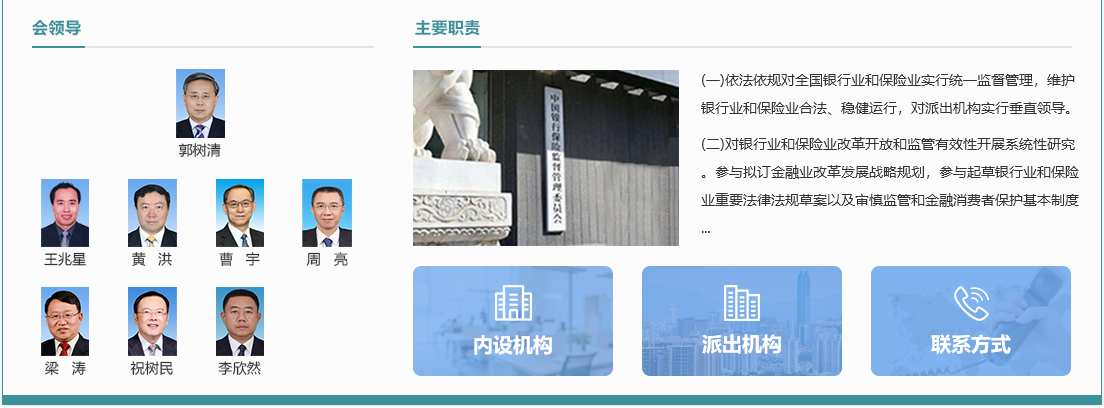 会领导
郭树清
王兆星 黄 洪 曹 宇 周 亮
梁 涛 祝树民 李欣然
主要职责
中国银行保险监督管理委员会
(一)依法依规对全国银行业和保险业实行统一监督管理，维护
银行业和保险业合法、稳健运行，对派出机构实行垂直领导。
(二)对银行业和保险业改革开放和监管有效性开展系统性研究
。参与拟订金融业改革发展战略规划，参与起草银行业和保险
业重要法律法规草案以及审慎监管和金融消费者保护基本制度
...
内设机构 派出机构 联系方式